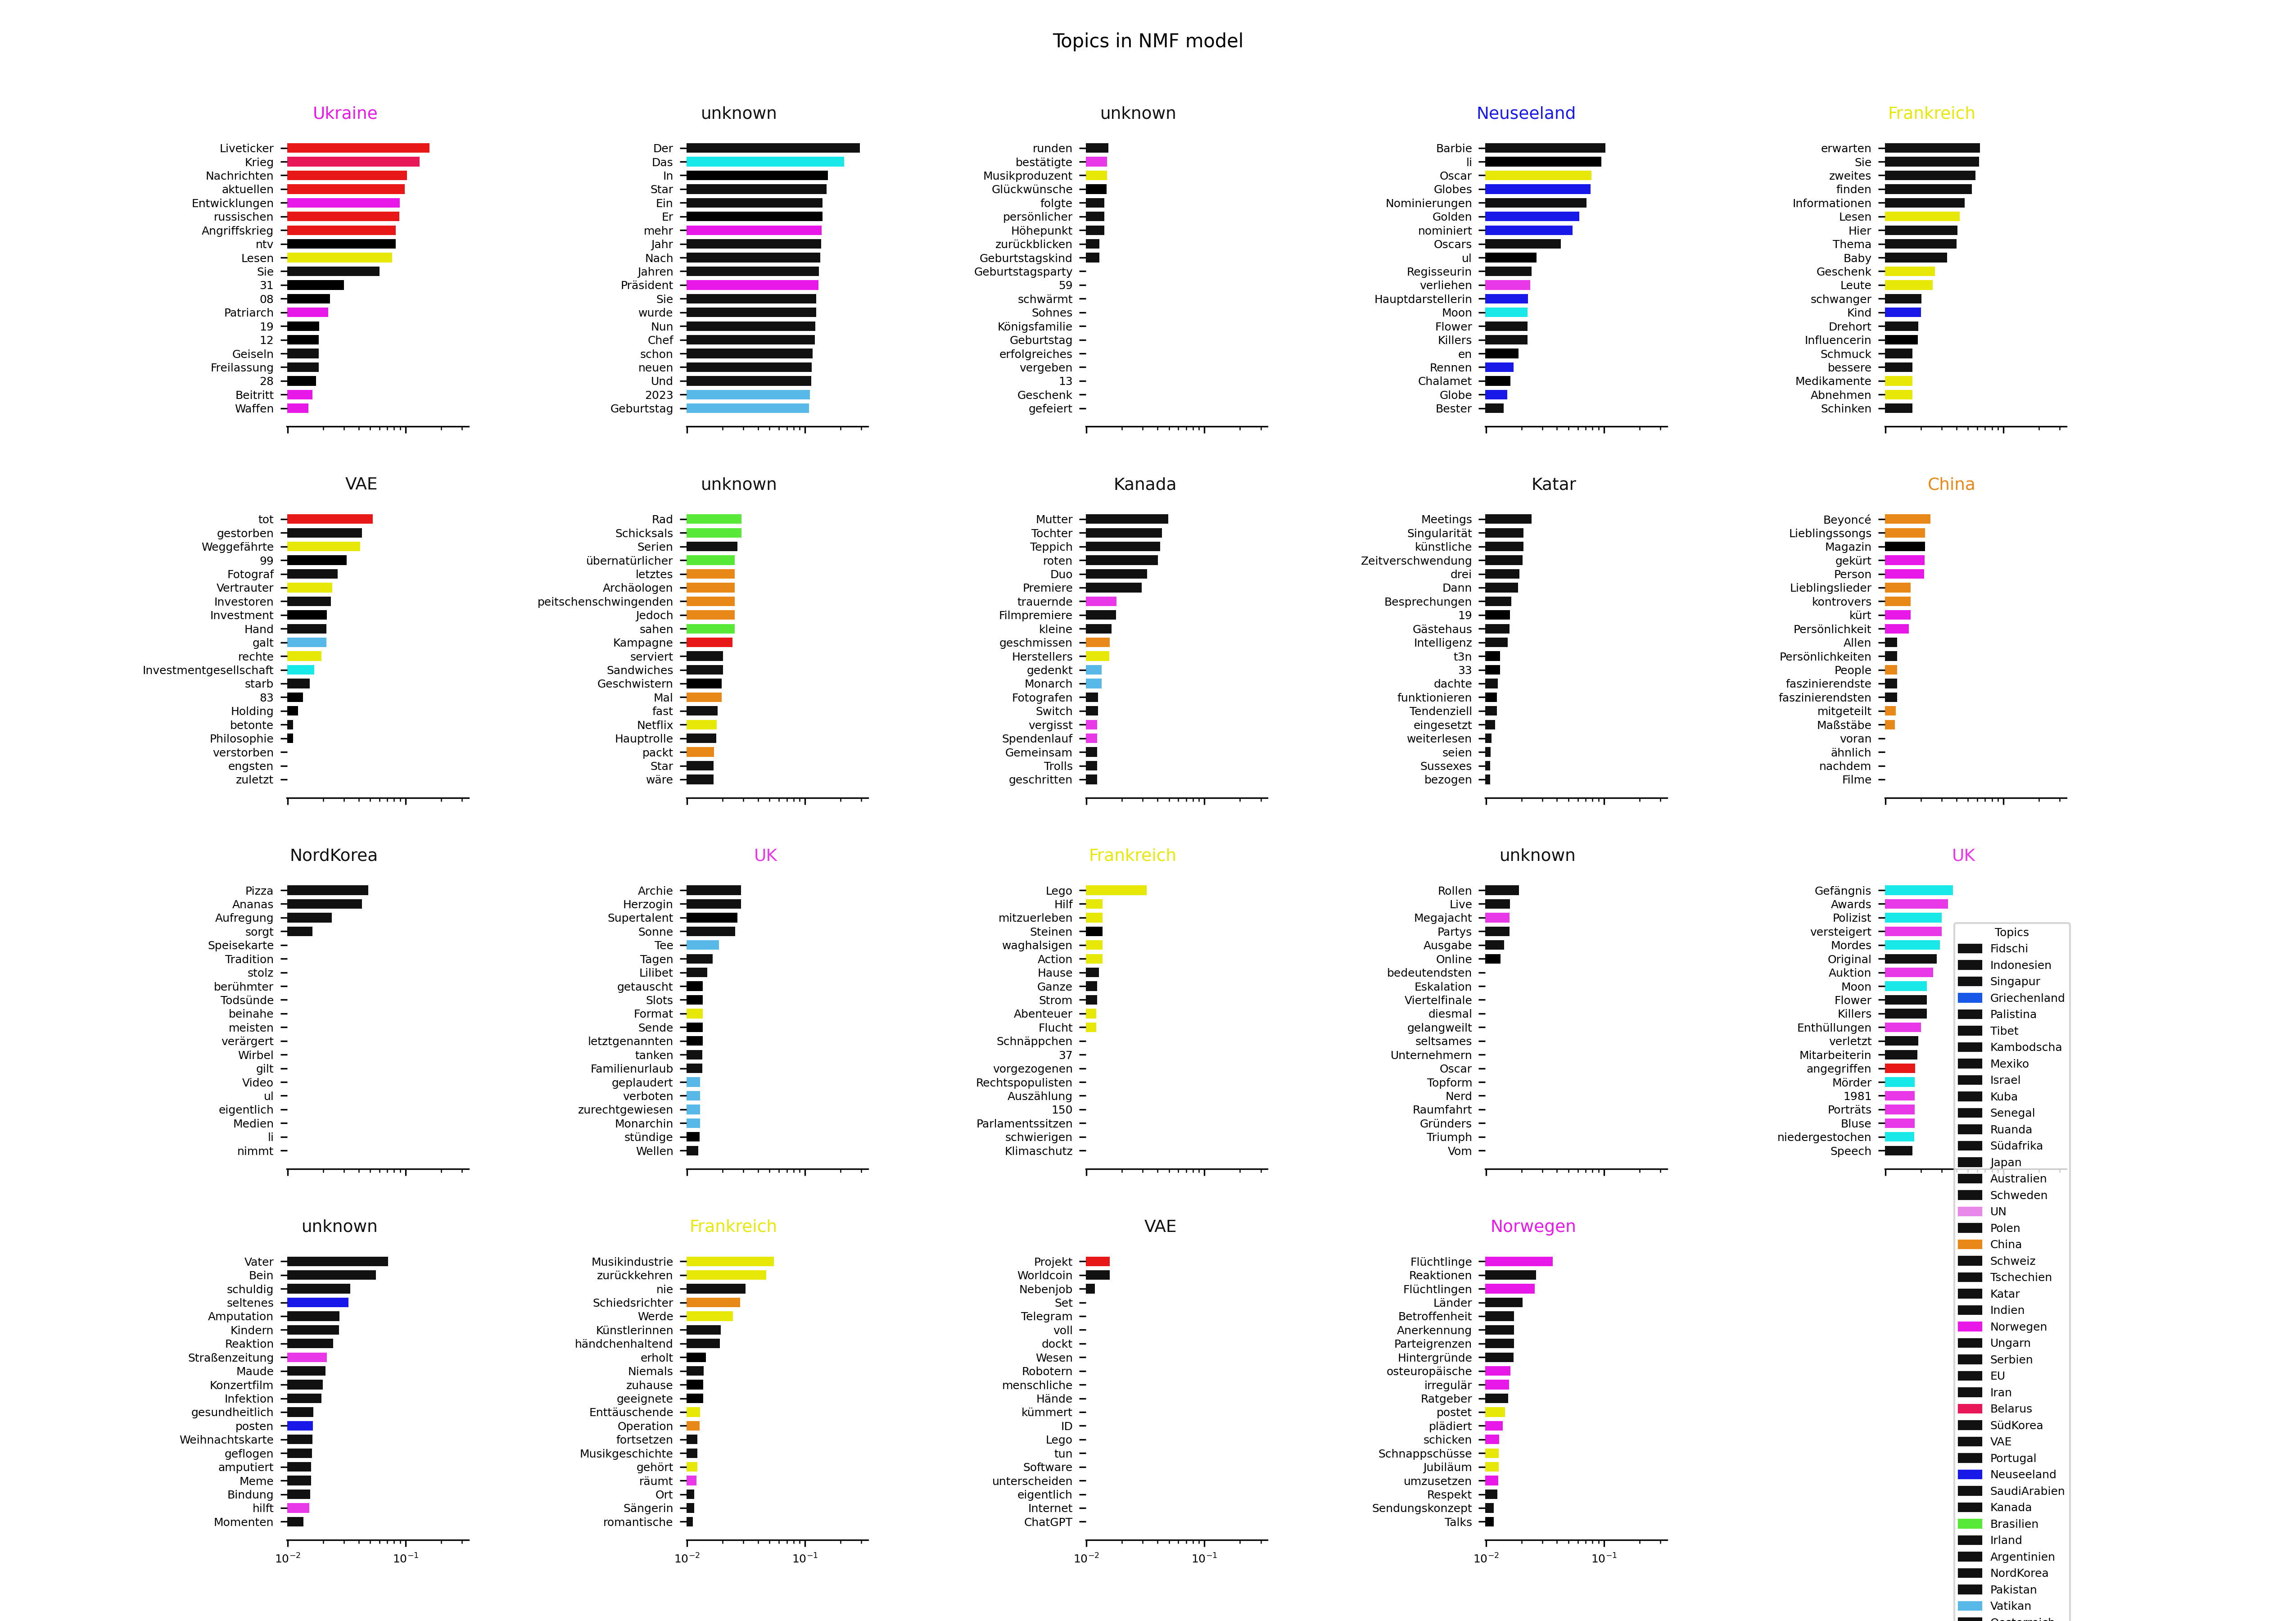 Topics in NMF model
Ukraine
Liveticker
Krieg
Nachrichten
aktuellen
Entwicklungen
russischen
Angriffskrieg
ntv
Lesen
Sie
31
08
Patriarch
19
12
Geiseln
Freilassung
28
Beitritt
Waffen
unknown
Der
Das
In
Star
Ein
Er
mehr
Jahr
Nach
Jahren
Präsident
Sie
wurde
Nun
Chef
schon
neuen
Und
2023
Geburtstag
unknown
runden
bestätigte
Musikproduzent
Glückwünsche
folgte
persönlicher
Höhepunkt
zurückblicken
Geburtstagskind
Geburtstagsparty
59
schwärmt
Sohnes
Königsfamilie
Geburtstag
erfolgreiches
vergeben
13
Geschenk
gefeiert
Neuseeland
Barbie
li
Oscar
Globes
Nominierungen
Golden
nominiert
Oscars
ul
Regisseurin
verliehen
Hauptdarstellerin
Moon
Flower
Killers
en
Rennen
Chalamet
Globe
Bester
Frankreich
erwarten
Sie
zweites
finden
Informationen
Lesen
Hier
Thema
Baby
Geschenk
Leute
schwanger
Kind
Drehort
Influencerin
Schmuck
bessere
Medikamente
Abnehmen
Schinken
VAE
tot
gestorben
Weggefährte
99
Fotograf
Vertrauter
Investoren
Investment
Hand
galt
rechte
Investmentgesellschaft
starb
83
Holding
betonte
Philosophie
verstorben
engsten
zuletzt
unknown
Rad
Schicksals
Serien
übernatürlicher
letztes
Archäologen
peitschenschwingenden
Jedoch
sahen
Kampagne
serviert
Sandwiches
Geschwistern
Mal
fast
Netflix
Hauptrolle
packt
Star
wäre
Kanada
Mutter
Tochter
Teppich
roten
Duo
Premiere
trauernde
Filmpremiere
kleine
geschmissen
Herstellers
gedenkt
Monarch
Fotografen
Switch
vergisst
Spendenlauf
Gemeinsam
Trolls
geschritten
Katar
Meetings
Singularität
künstliche
Zeitverschwendung
drei
Dann
Besprechungen
19
Gästehaus
Intelligenz
t3n
33
dachte
funktionieren
Tendenziell
eingesetzt
weiterlesen
seien
Sussexes
bezogen
China
Beyoncé
Lieblingssongs
Magazin
gekürt
Person
Lieblingslieder
kontrovers
kürt
Persönlichkeit
Allen
Persönlichkeiten
People
faszinierendste
faszinierendsten
mitgeteilt
Maßstäbe
voran
ähnlich
nachdem
Filme
NordKorea
Pizza
Ananas
Aufregung
sorgt
Speisekarte
Tradition
stolz
berühmter
Todsünde
beinahe
meisten
verärgert
Wirbel
gilt
Video
ul
eigentlich
Medien
li
nimmt
UK
Archie
Herzogin
Supertalent
Sonne
Tee
Tagen
Lilibet
getauscht
Slots
Format
Sende
letztgenannten
tanken
Familienurlaub
geplaudert
verboten
zurechtgewiesen
Monarchin
stündige
Wellen
Frankreich
Lego
Hilf
mitzuerleben
Steinen
waghalsigen
Action
Hause
Ganze
Strom
Abenteuer
Flucht
Schnäppchen
37
vorgezogenen
Rechtspopulisten
Auszählung
150
Parlamentssitzen
schwierigen
Klimaschutz
unknown
Rollen
Live
Megajacht
Partys
Ausgabe
Online
bedeutendsten
Eskalation
Viertelfinale
diesmal
gelangweilt
seltsames
Unternehmern
Oscar
Topform
Nerd
Raumfahrt
Gründers
Triumph
Vom
UK
Gefängnis
Awards
Polizist
versteigert
Mordes
Original
Auktion
Moon
Flower
Killers
Enthüllungen
verletzt
Mitarbeiterin
angegriffen
Mörder
1981
Porträts
Bluse
niedergestochen
Speech
unknown
Vater
Bein
schuldig
seltenes
Amputation
Kindern
Reaktion
Straßenzeitung
Maude
Konzertfilm
Infektion
gesundheitlich
posten
Weihnachtskarte
geflogen
amputiert
Meme
Bindung
hilft
Momenten
10⁻² 10⁻¹
Frankreich
Musikindustrie
zurückkehren
nie
Schiedsrichter
Werde
Künstlerinnen
händchenhaltend
erholt
Niemals
zuhause
geeignete
Enttäuschende
Operation
fortsetzen
Musikgeschichte
gehört
räumt
Ort
Sängerin
romantische
10⁻² 10⁻¹
VAE
Projekt
Worldcoin
Nebenjob
Set
Telegram
voll
dockt
Wesen
Robotern
menschliche
Hände
kümmert
ID
Lego
tun
Software
unterscheiden
eigentlich
Internet
ChatGPT
10⁻² 10⁻¹
Norwegen
Flüchtlinge
Reaktionen
Flüchtlingen
Länder
Betroffenheit
Anerkennung
Parteigrenzen
Hintergründe
osteuropäische
irregulär
Ratgeber
postet
plädiert
schicken
Schnappschüsse
Jubiläum
umzusetzen
Respekt
Sendungskonzept
Talks
10⁻² 10⁻¹
Topics
Fidschi
Indonesien
Singapur
Griechenland
Palistina
Tibet
Kambodscha
Mexiko
Israel
Kuba
Senegal
Ruanda
Südafrika
Japan
Australien
Schweden
UN
Polen
China
Schweiz
Tschechien
Katar
Indien
Norwegen
Ungarn
Serbien
EU
Iran
Belarus
SüdKorea
VAE
Portugal
Neuseeland
SaudiArabien
Kanada
Brasilien
Irland
Argentinien
NordKorea
Pakistan
Vatikan